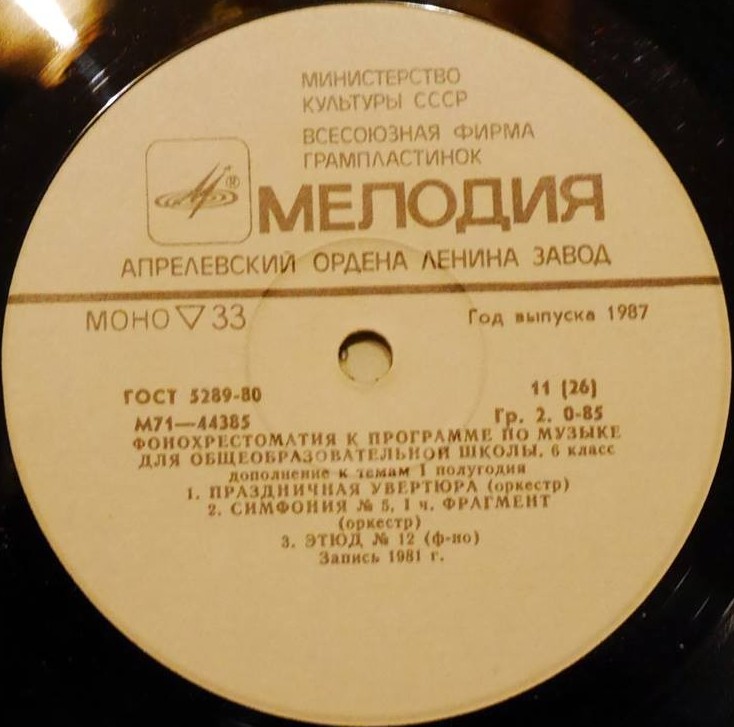 МИНИСТЕРСТВО
КУЛЬТУРЫ СССР
ВСЕСОЮЗНАЯ ФИРМА
ГРАМПЛАСТИНОК
®
МЕЛОДИЯ
АПРЕЛЕВСКИЙ ОРДЕНА ЛЕНИНА ЗАВОД
МОНО ▽ 33 Год выпуска 1987
ГОСТ 5289-80 11 (26)
М71—44385 Гр. 2. 0-85
ФОНОХРЕСТОМАТИЯ К ПРОГРАММЕ ПО МУЗЫКЕ
ДЛЯ ОБЩЕОБРАЗОВАТЕЛЬНОЙ ШКОЛЫ. 6 класс
дополнение к темам I полугодия
1. ПРАЗДНИЧНАЯ УВЕРТЮРА (оркестр)
2. СИМФОНИЯ № 5, I ч. ФРАГМЕНТ
(оркестр)
3. ЭТЮД № 12 (ф-но)
Запись 1981 г.